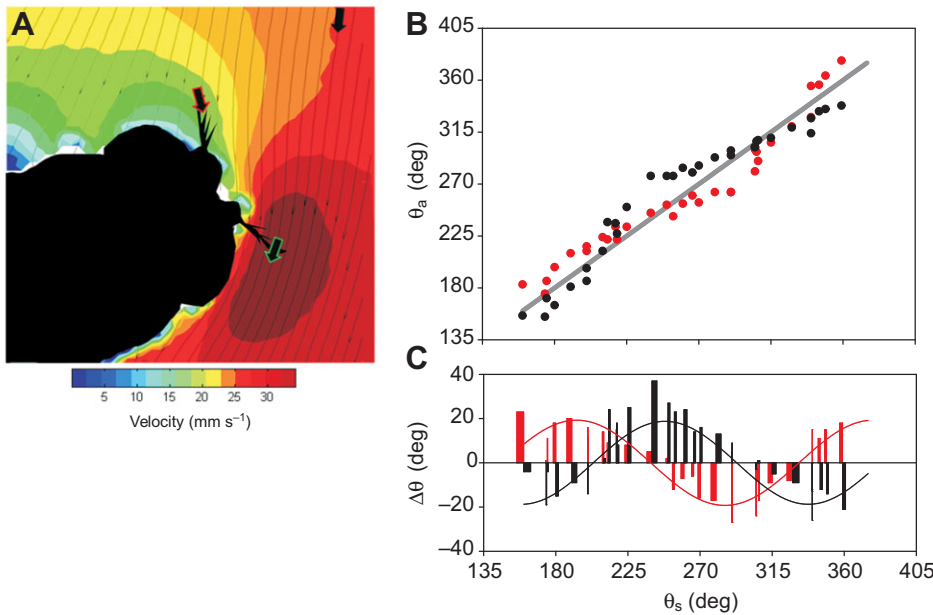 A
5 10 15 20 25 30
Velocity (mm s⁻¹)
B
405
360
315
270
225
180
135
θa (deg)
C
40
20
0
–20
–40
Δθ (deg)
135 180 225 270 315 360 405
θs (deg)